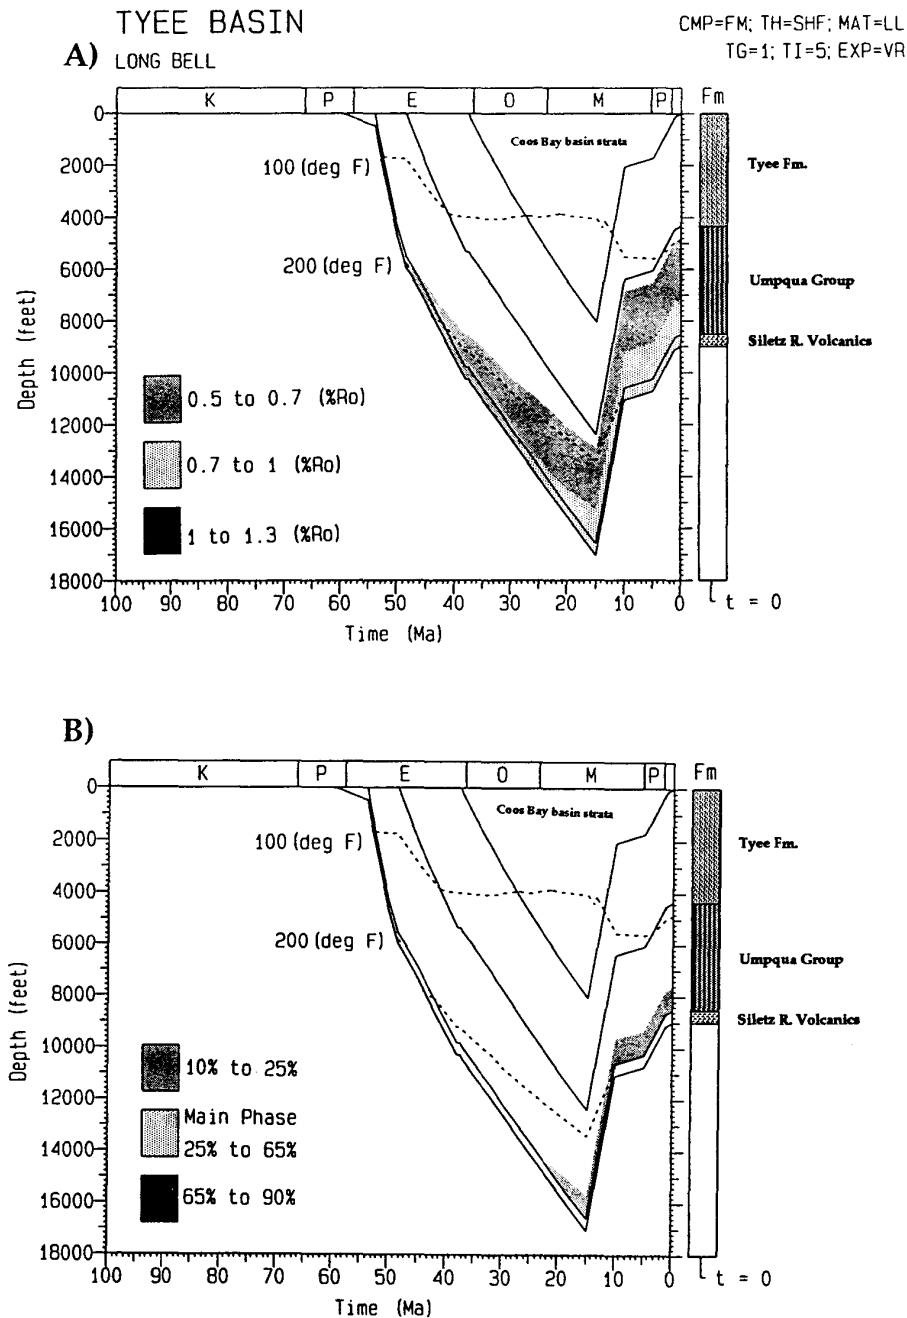 TYEE BASIN
A) LONG BELL
CMP=FM; TH=SHF; MAT=LL
TG=1; TI=5; EXP=VR
K P E O M P Fm
0
2000
4000
6000
8000
10000
12000
14000
16000
18000
Depth (feet)
Coos Bay basin strata
100 (deg F)
200 (deg F)
Tyee Fm.
Umpqua Group
Siletz R. Volcanics
0.5 to 0.7 (%Ro)
0.7 to 1 (%Ro)
1 to 1.3 (%Ro)
100 90 80 70 60 50 40 30 20 10 0
t = 0
Time (Ma)
B)
K P E O M P Fm
0
2000
4000
6000
8000
10000
12000
14000
16000
18000
Depth (feet)
Coos Bay basin strata
100 (deg F)
200 (deg F)
Tyee Fm.
Umpqua Group
Siletz R. Volcanics
10% to 25%
Main Phase
25% to 65%
65% to 90%
100 90 80 70 60 50 40 30 20 10 0
t = 0
Time (Ma)